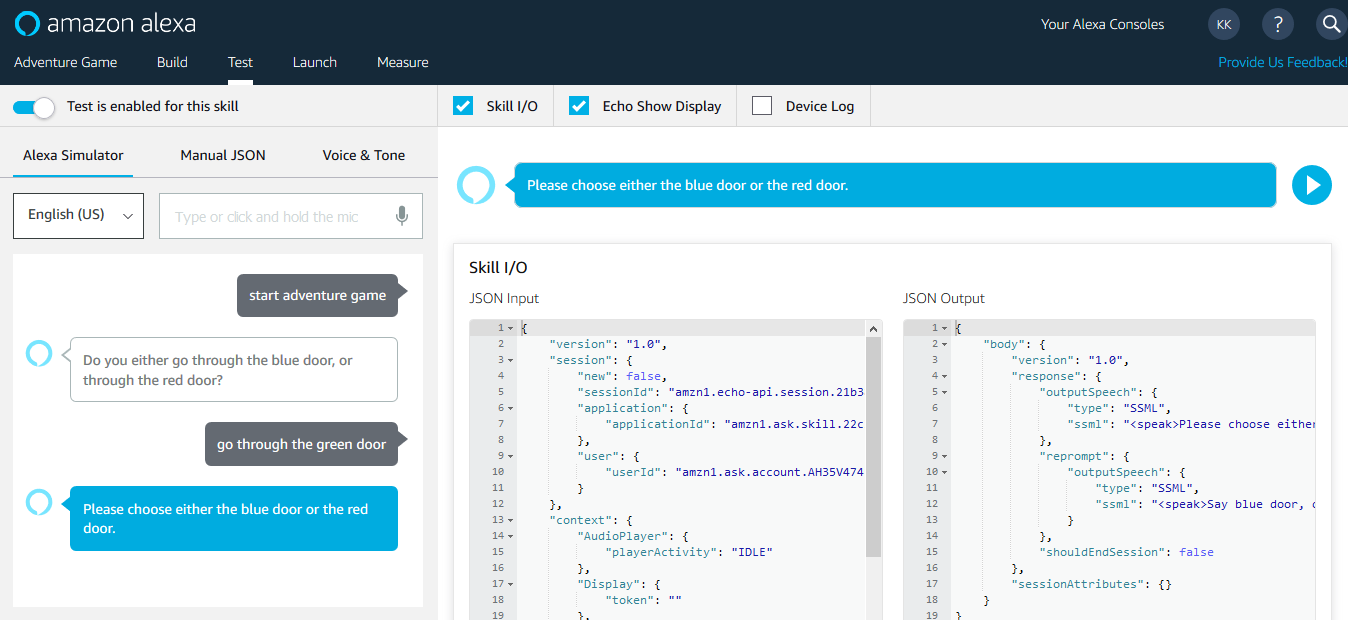 amazon alexa
Your Alexa Consoles
KK
?
Adventure Game
Build
Test
Launch
Measure
Provide Us Feedback!
Test is enabled for this skill
Skill I/O
Echo Show Display
Device Log
Alexa Simulator
Manual JSON
Voice & Tone
English (US)
Type or click and hold the mic
start adventure game
Do you either go through the blue door, or
through the red door?
go through the green door
Please choose either the blue door or the red
door.
Please choose either the blue door or the red door.
Skill I/O
JSON Input
1 {
2 "version": "1.0",
3 "session": {
4 "new": false,
5 "sessionId": "amzn1.echo-api.session.21b3
6 "application": {
7 "applicationId": "amzn1.ask.skill.22c
8 },
9 "user": {
10 "userId": "amzn1.ask.account.AH35V474
11 }
12 },
13 "context": {
14 "AudioPlayer": {
15 "playerActivity": "IDLE"
16 },
17 "Display": {
18 "token": ""
19 },
JSON Output
1 {
2 "body": {
3 "version": "1.0",
4 "response": {
5 "outputSpeech": {
6 "type": "SSML",
7 "ssml": "<speak>Please choose either
8 },
9 "reprompt": {
10 "outputSpeech": {
11 "type": "SSML",
12 "ssml": "<speak>Say blue door,
13 }
14 },
15 "shouldEndSession": false
16 },
17 "sessionAttributes": {}
18 }
19 }